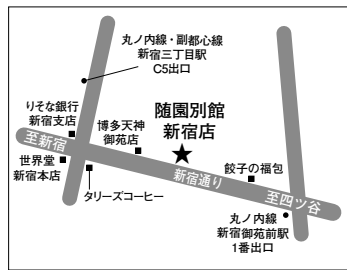 丸ノ内線・副都心線
新宿三丁目駅
C5出口
随園別館
新宿店
りそな銀行
新宿支店
博多天神
御苑店
至新宿
世界堂
新宿本店
タリーズコーヒー
新宿通り
餃子の福包
至四ツ谷
丸ノ内線
新宿御苑前駅
1番出口